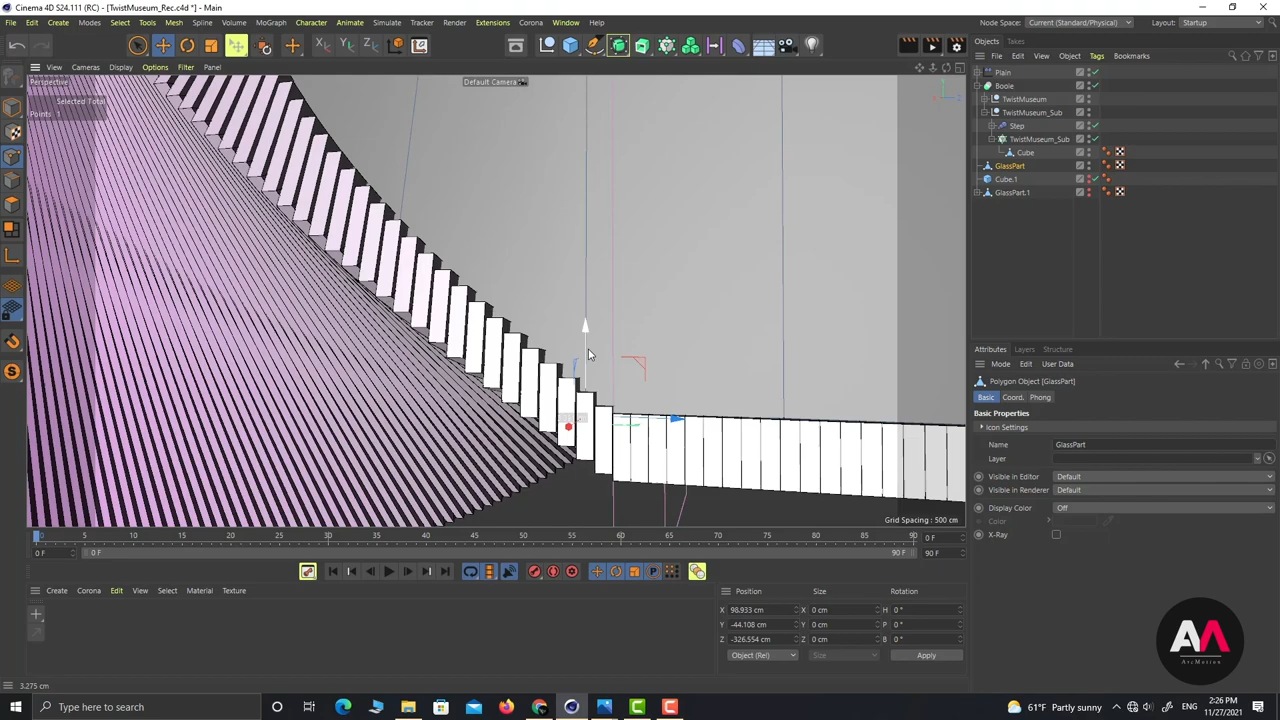 Cinema 4D S24.111 (RC) - [TwistMuseum_Rec.c4d *] - Main
File Edit Create Modes Select Tools Mesh Spline Volume MoGraph Character Animate Simulate Tracker Render Extensions Corona Window Help
Node Space: Current (Standard/Physical) Layout: Startup
View Cameras Display Options Filter Panel
Perspective
Default Camera
Selected Total
Points 1
Grid Spacing : 500 cm
Objects Takes
File Edit View Object Tags Bookmarks
Plain
Boole
TwistMuseum
TwistMuseum_Sub
Step
TwistMuseum_Sub
Cube
GlassPart
Cube.1
GlassPart.1
Attributes Layers Structure
Mode Edit User Data
Polygon Object [GlassPart]
Basic Coord. Phong
Basic Properties
Icon Settings
Name GlassPart
Layer
Visible in Editor Default
Visible in Renderer Default
Display Color Off
Color
X-Ray
0 5 10 15 20 25 30 35 40 45 50 55 60 65 70 75 80 85 90 0 F
0 F 0 F 90 F 90 F
Create Corona Edit View Select Material Texture
Position Size Rotation
X 98.933 cm X 0 cm H 0 °
Y -44.108 cm Y 0 cm P 0 °
Z -326.554 cm Z 0 cm B 0 °
Object (Rel) Size Apply
3.275 cm
AM
ArcMotion
Type here to search
61°F Partly sunny
2:26 PM
11/27/2021